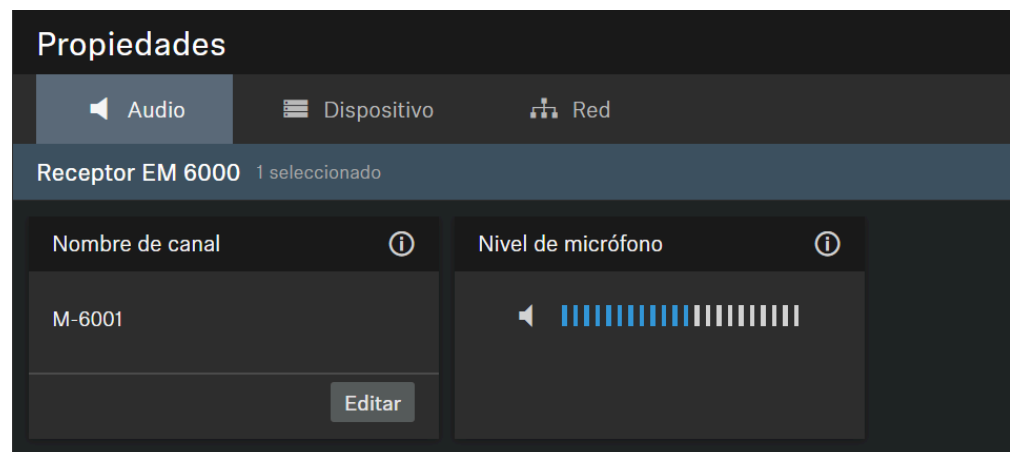 Propiedades
Audio Dispositivo Red
Receptor EM 6000 1 seleccionado
Nombre de canal Nivel de micrófono
M-6001
Editar